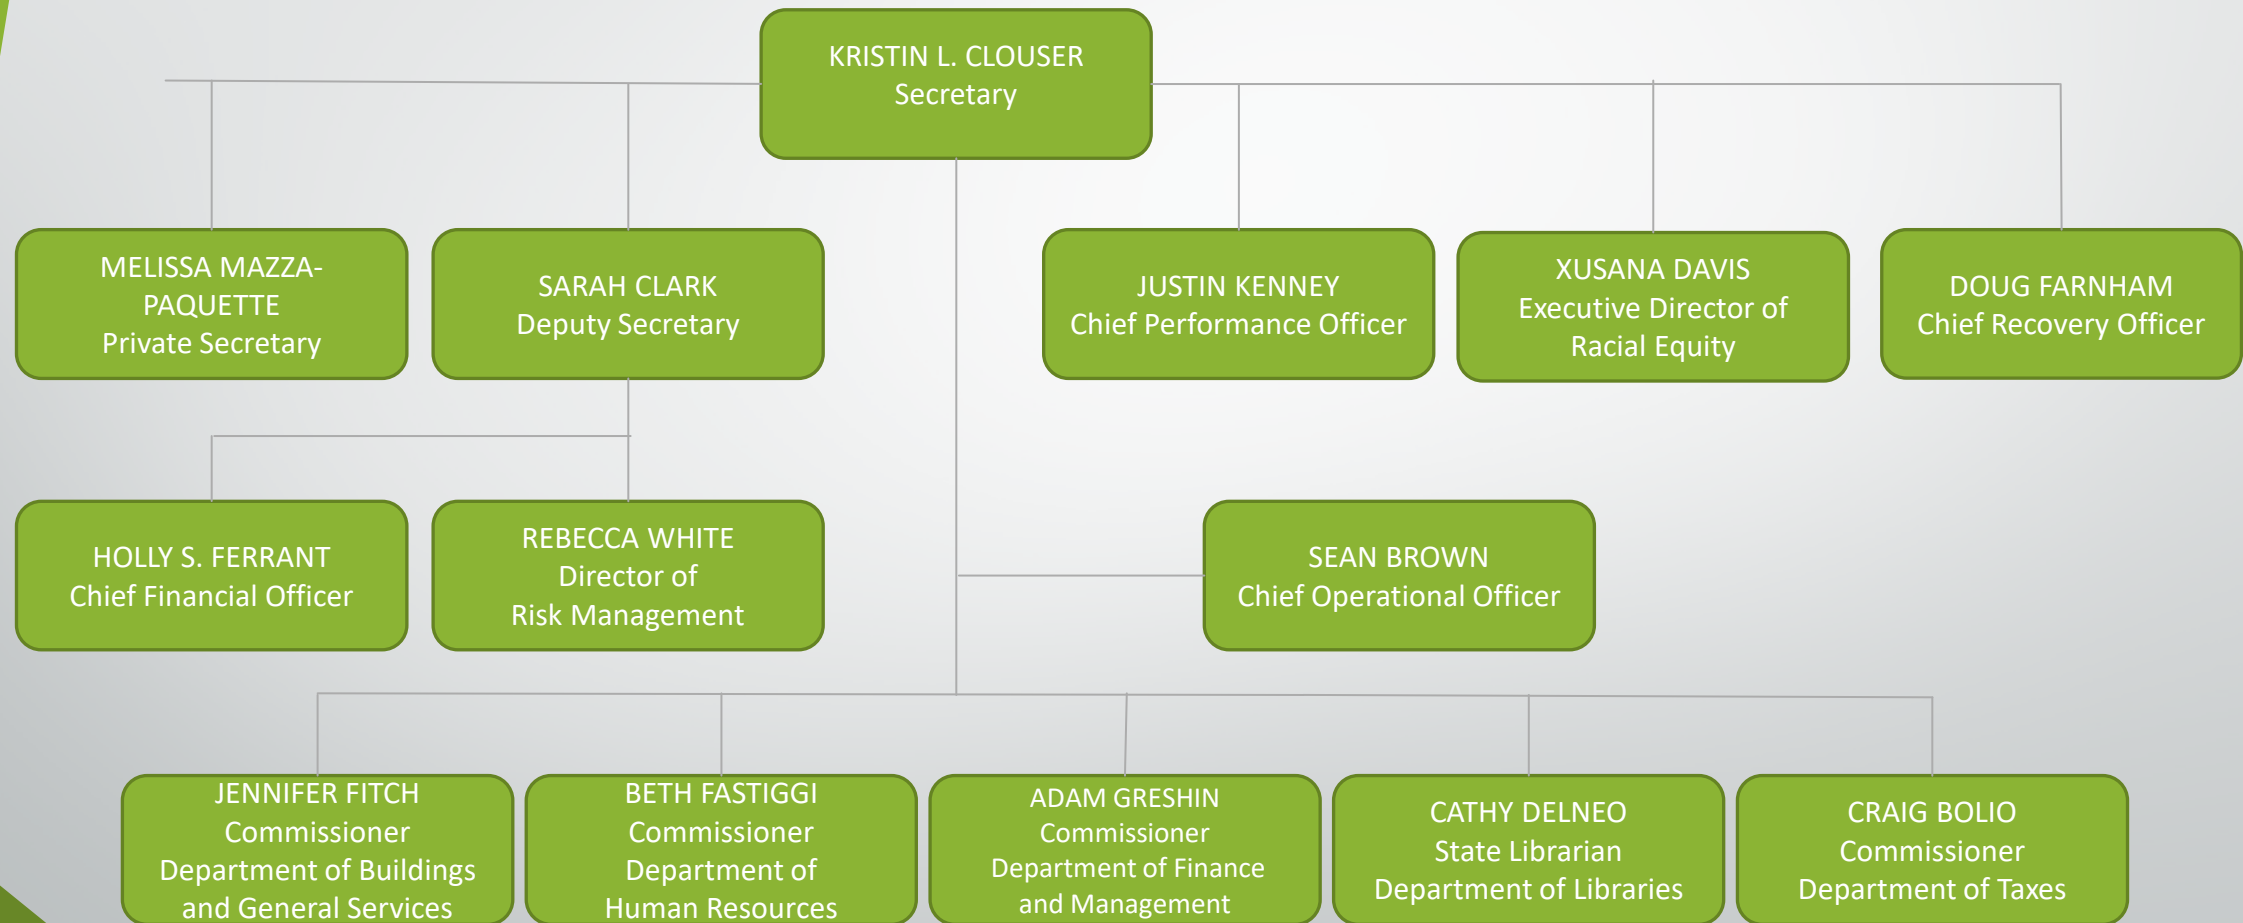 KRISTIN L. CLOUSER
Secretary
MELISSA MAZZA-
PAQUETTE
Private Secretary
SARAH CLARK
Deputy Secretary
JUSTIN KENNEY
Chief Performance Officer
XUSANA DAVIS
Executive Director of
Racial Equity
DOUG FARNHAM
Chief Recovery Officer
HOLLY S. FERRANT
Chief Financial Officer
REBECCA WHITE
Director of
Risk Management
SEAN BROWN
Chief Operational Officer
JENNIFER FITCH
Commissioner
Department of Buildings
and General Services
BETH FASTIGGI
Commissioner
Department of
Human Resources
ADAM GRESHIN
Commissioner
Department of Finance
and Management
CATHY DELNEO
State Librarian
Department of Libraries
CRAIG BOLIO
Commissioner
Department of Taxes